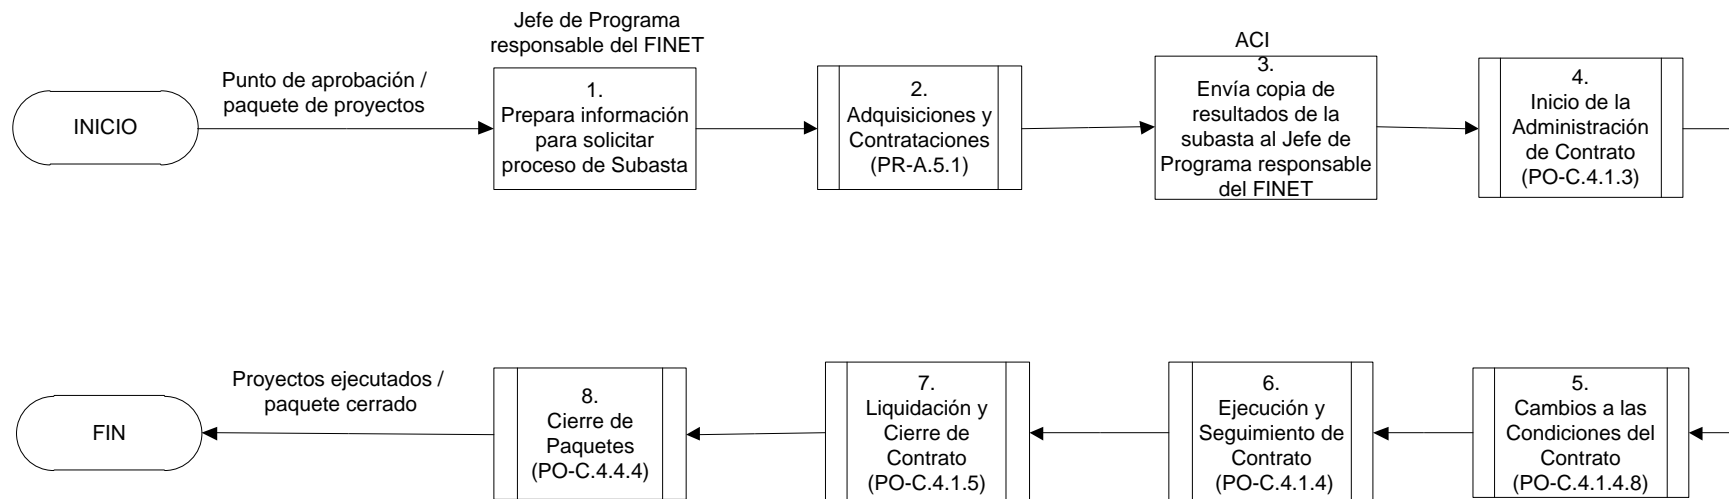 Jefe de Programa
responsable del FINET
Punto de aprobación /
paquete de proyectos
INICIO
1.
Prepara información
para solicitar
proceso de Subasta
2.
Adquisiciones y
Contrataciones
(PR-A.5.1)
ACI
3.
Envía copia de
resultados de la
subasta al Jefe de
Programa responsable
del FINET
4.
Inicio de la
Administración
de Contrato
(PO-C.4.1.3)
5.
Cambios a las
Condiciones del
Contrato
(PO-C.4.1.4.8)
6.
Ejecución y
Seguimiento de
Contrato
(PO-C.4.1.4)
7.
Liquidación y
Cierre de
Contrato
(PO-C.4.1.5)
8.
Cierre de
Paquetes
(PO-C.4.4.4)
Proyectos ejecutados /
paquete cerrado
FIN